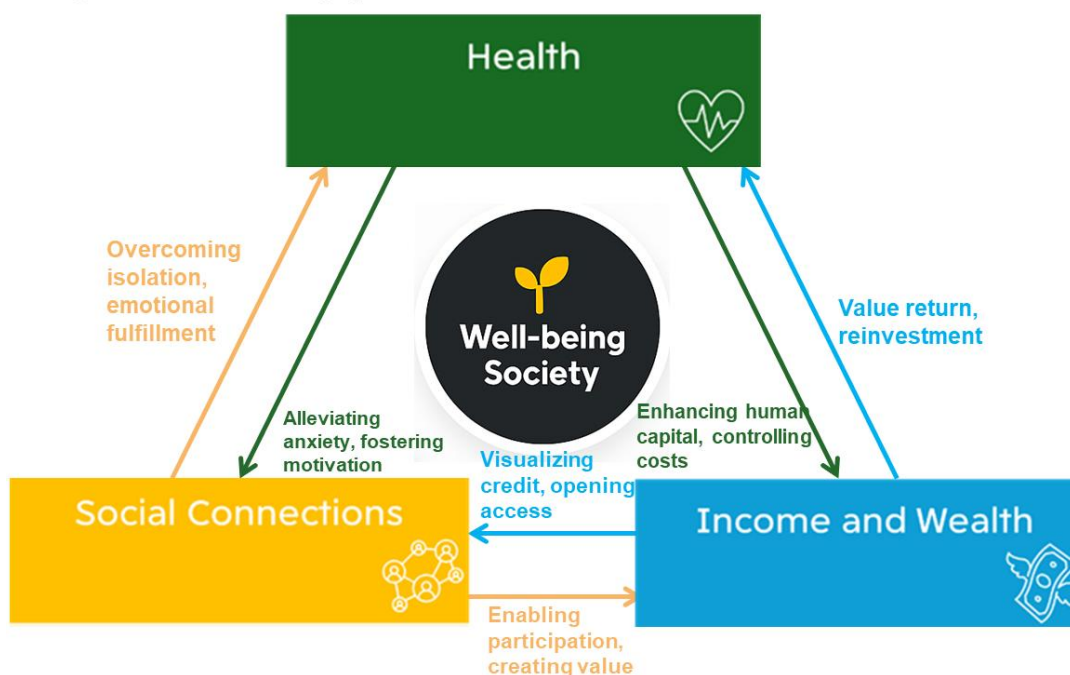 Health
Overcoming
isolation,
emotional
fulfillment
Well-being
Society
Value return,
reinvestment
Alleviating
anxiety, fostering
motivation
Enhancing human
capital, controlling
costs
Visualizing
credit, opening
access
Social Connections
Income and Wealth
Enabling
participation,
creating value